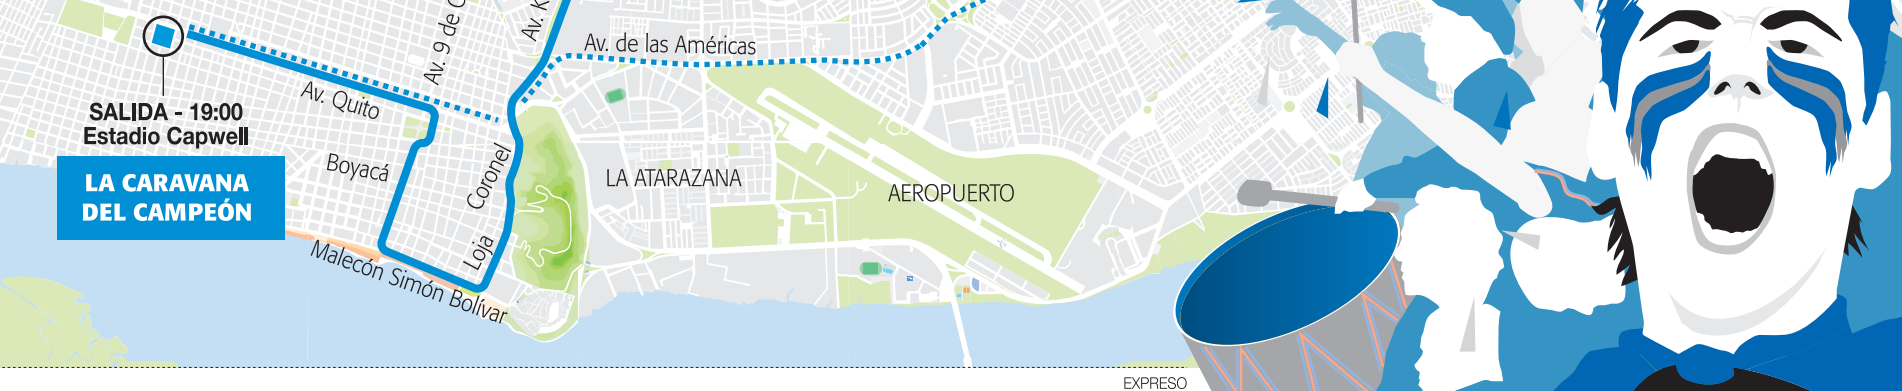 Av. 9 de
Av.
Av. de las Américas
SALIDA - 19:00
Estadio Capwell
Av. Quito
LA CARAVANA
DEL CAMPEÓN
Boyacá
Coronel
LA ATARAZANA
AEROPUERTO
Loja
Malecón Simón Bolívar
EXPRESO